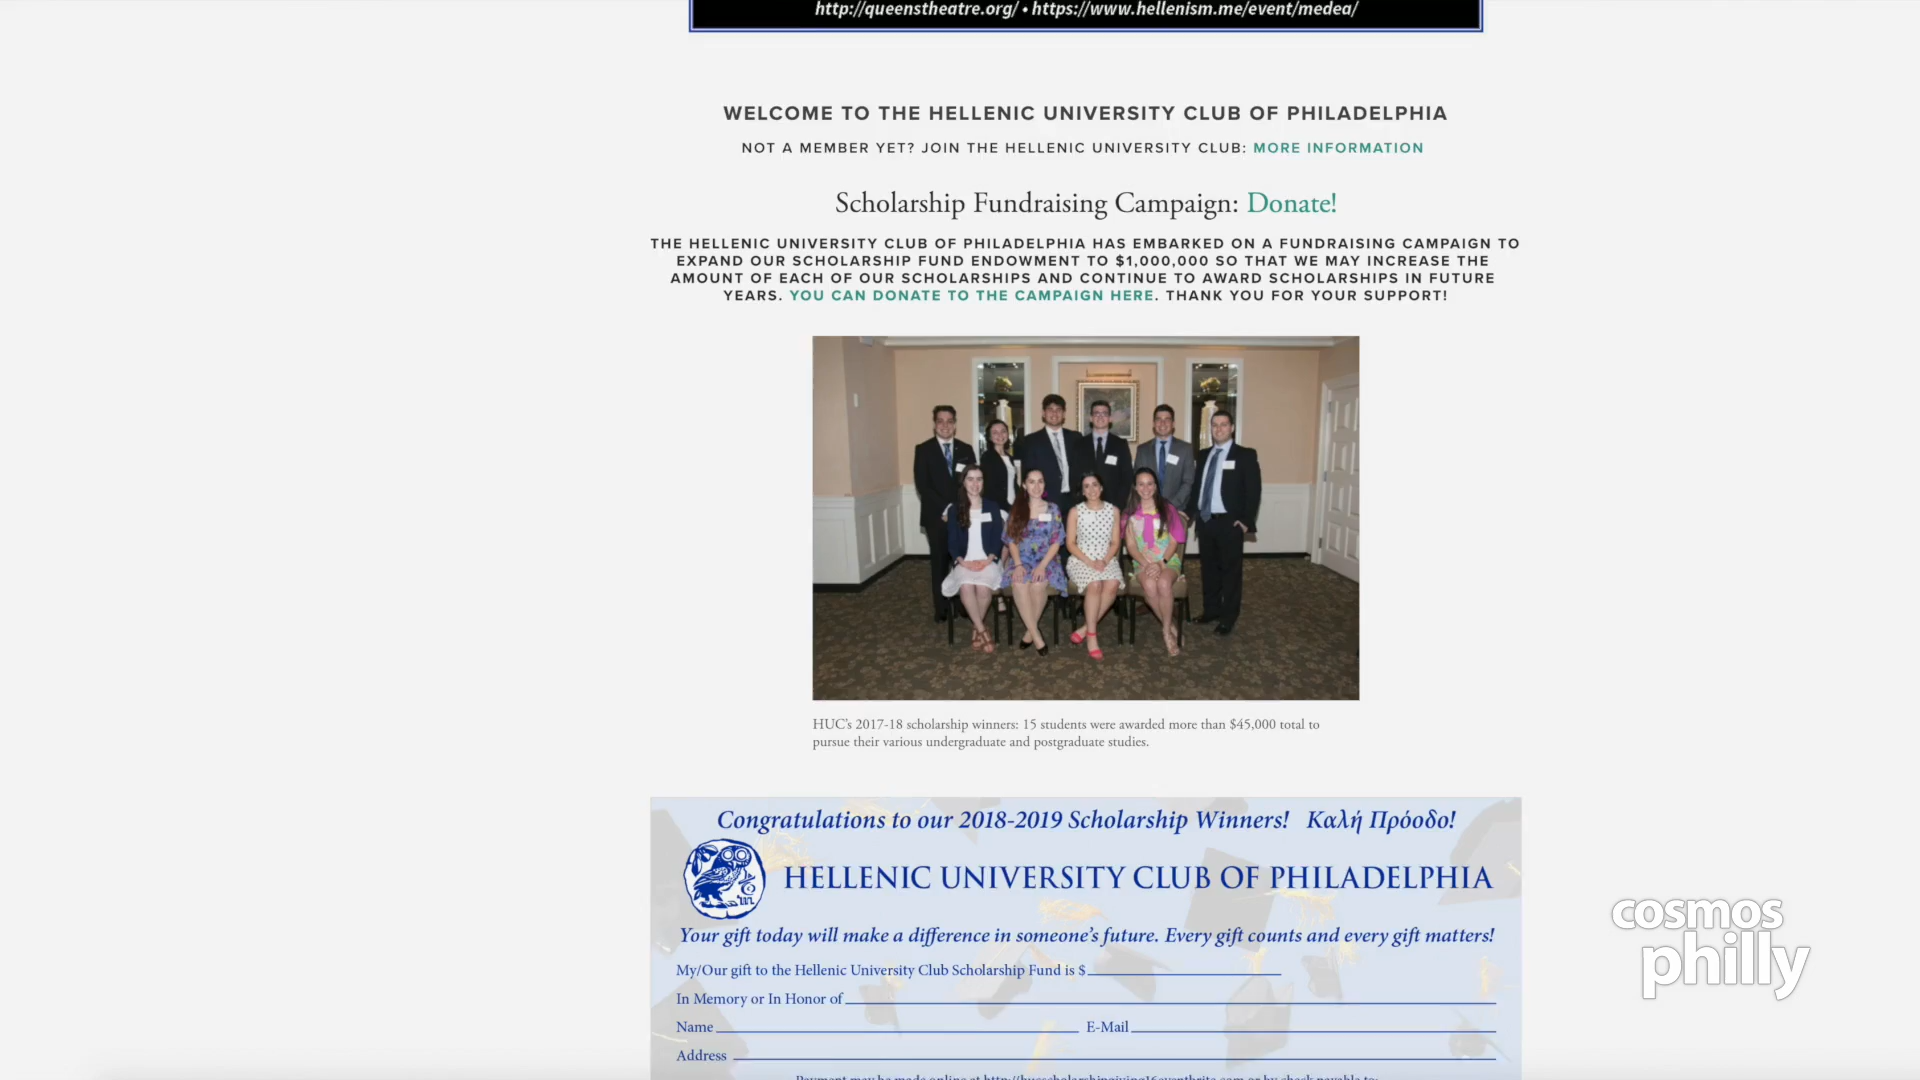 http://queenstheatre.org/ • https://www.hellenism.me/event/medea/
WELCOME TO THE HELLENIC UNIVERSITY CLUB OF PHILADELPHIA
NOT A MEMBER YET? JOIN THE HELLENIC UNIVERSITY CLUB: MORE INFORMATION
Scholarship Fundraising Campaign: Donate!
THE HELLENIC UNIVERSITY CLUB OF PHILADELPHIA HAS EMBARKED ON A FUNDRAISING CAMPAIGN TO
EXPAND OUR SCHOLARSHIP FUND ENDOWMENT TO $1,000,000 SO THAT WE MAY INCREASE THE
AMOUNT OF EACH OF OUR SCHOLARSHIPS AND CONTINUE TO AWARD SCHOLARSHIPS IN FUTURE
YEARS. YOU CAN DONATE TO THE CAMPAIGN HERE. THANK YOU FOR YOUR SUPPORT!
HUC's 2017-18 scholarship winners: 15 students were awarded more than $45,000 total to
pursue their various undergraduate and postgraduate studies.
Congratulations to our 2018-2019 Scholarship Winners! Καλή Πρόοδο!
HELLENIC UNIVERSITY CLUB OF PHILADELPHIA
Your gift today will make a difference in someone's future. Every gift counts and every gift matters!
My/Our gift to the Hellenic University Club Scholarship Fund is $
In Memory or In Honor of
Name E-Mail
Address
cosmos
philly